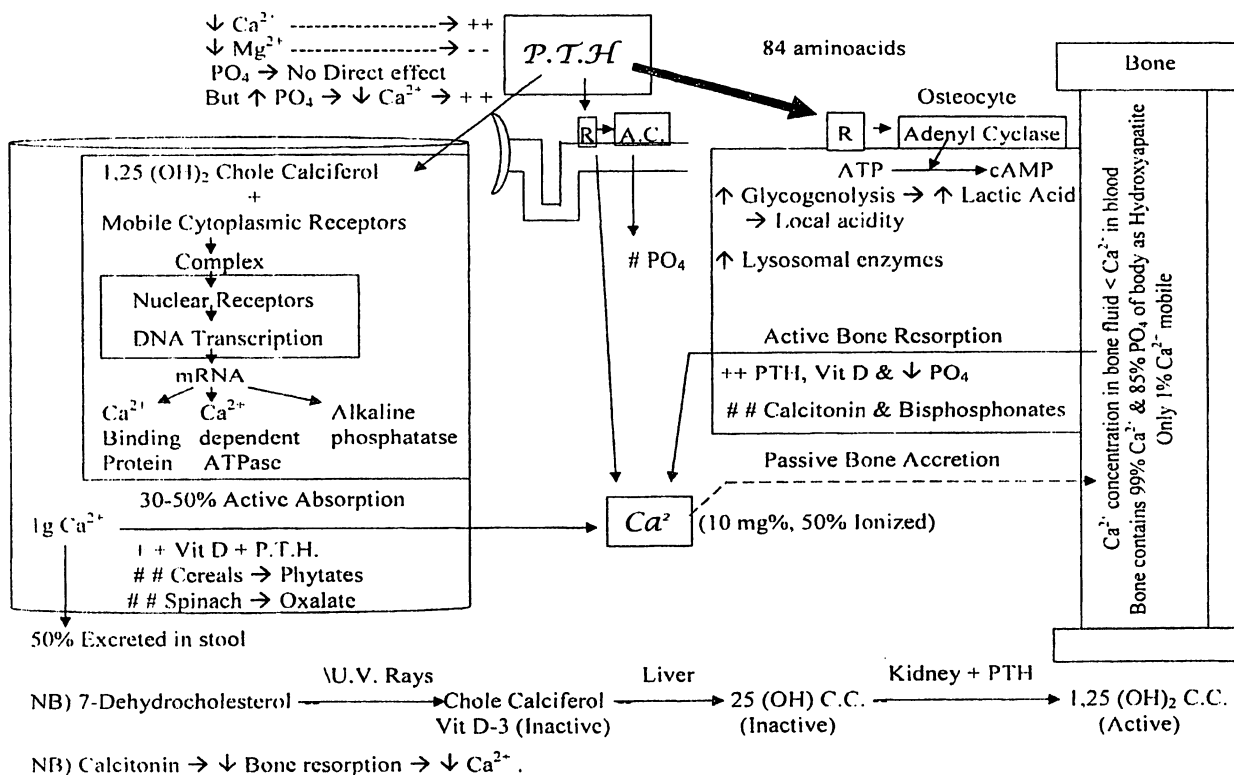 ↓ Ca²⁺ ----------------→ ++
↓ Mg²⁺ ----------------→ - -
PO₄ → No Direct effect
But ↑ PO₄ → ↓ Ca²⁺ → + +
P.T.H
84 aminoacids
Bone
R
A.C.
# PO₄
Osteocyte
R → Adenyl Cyclase
ATP → cAMP
↑ Glycogenolysis → ↑ Lactic Acid
→ Local acidity
↑ Lysosomal enzymes
Active Bone Resorption
++ PTH, Vit D & ↓ PO₄
# # Calcitonin & Bisphosphonates
Passive Bone Accretion
Ca²⁻ concentration in bone fluid < Ca²⁻ in blood
Bone contains 99% Ca²⁻ & 85% PO₄ of body as Hydroxyapatite
Only 1% Ca²⁻ mobile
1,25 (OH)₂ Chole Calciferol
+
Mobile Cytoplasmic Receptors
Complex
Nuclear Receptors
DNA Transcription
mRNA
Ca²⁺ Ca²⁺ Alkaline
Binding dependent phosphatatse
Protein ATPase
30-50% Active Absorption
1g Ca²⁺
Ca² (10 mg%, 50% Ionized)
+ + Vit D + P.T.H.
# # Cereals → Phytates
# # Spinach → Oxalate
50% Excreted in stool
\U.V. Rays Liver Kidney + PTH
NB) 7-Dehydrocholesterol → Chole Calciferol → 25 (OH) C.C. → 1,25 (OH)₂ C.C.
Vit D-3 (Inactive) (Inactive) (Active)
NB) Calcitonin → ↓ Bone resorption → ↓ Ca²⁺ .